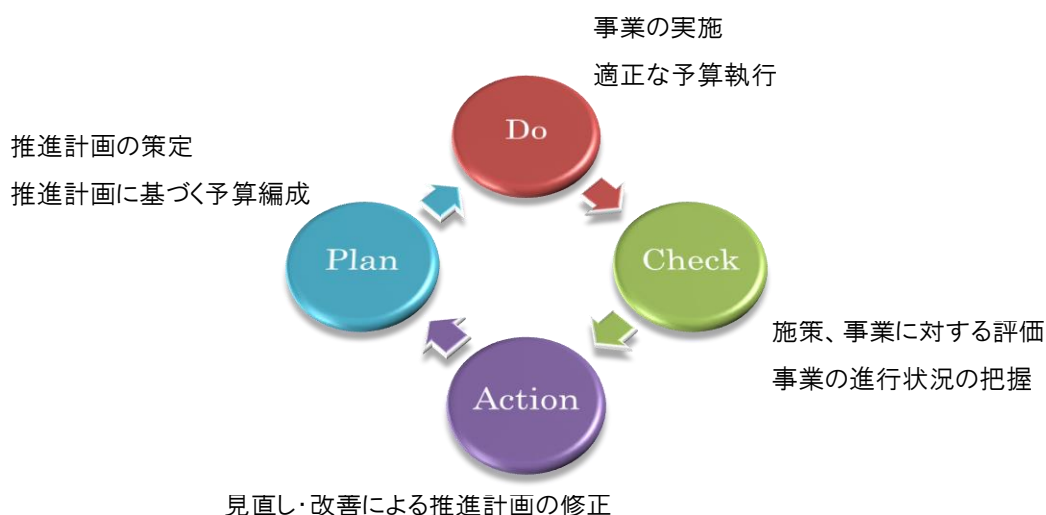 事業の実施
適正な予算執行
Do
推進計画の策定
推進計画に基づく予算編成
Plan
Check
施策、事業に対する評価
事業の進行状況の把握
Action
見直し・改善による推進計画の修正